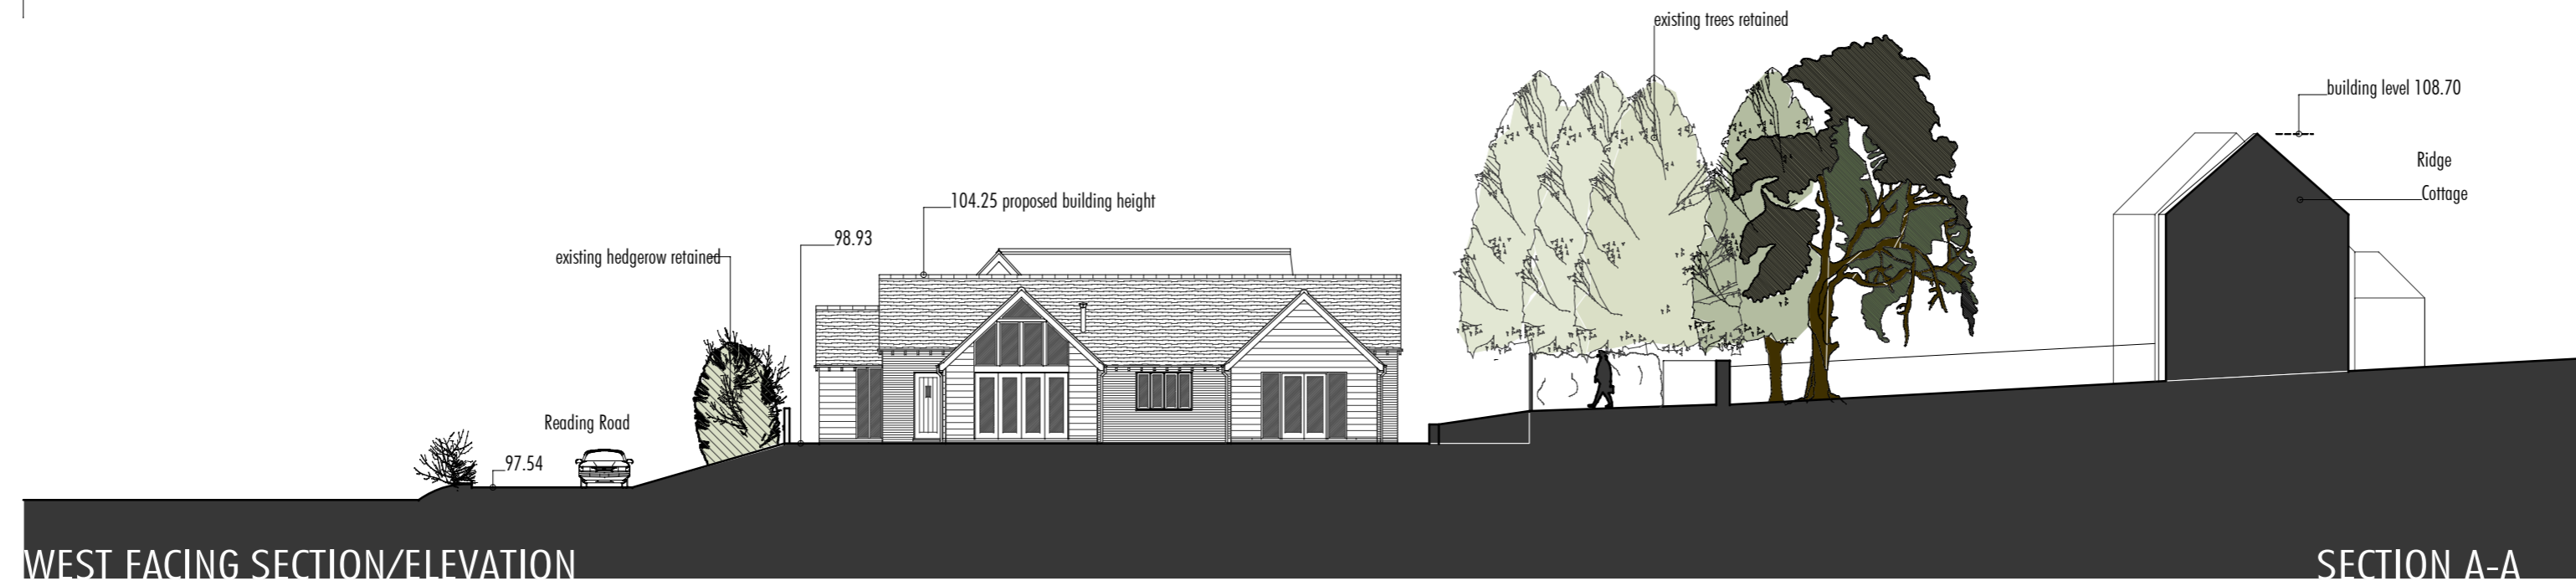 existing trees retained
building level 108.70
Ridge
Cottage
104.25 proposed building height
98.93
existing hedgerow retained
Reading Road
97.54
WEST FACING SECTION/ELEVATION
SECTION A-A